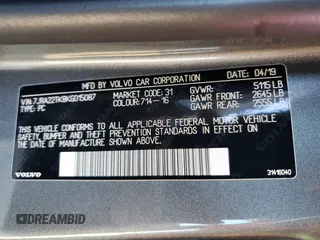 MFD. BY VOLVO CAR CORPORATION 04/19
VIN: 7JRA22TKBKG015087 MARKET CODE: 31 GVWR: 5115 LB
TYPE: PC COLOUR: 714 - 16 GAWR FRONT: 2645 LB
GAWR REAR: 2555 LB
THIS VEHICLE CONFORMS TO ALL APPLICABLE FEDERAL MOTOR VEHICLE
SAFETY, BUMPER AND THEFT PREVENTION STANDARDS IN EFFECT ON THE
DATE OF MANUFACTURE SHOWN ABOVE.
VOLVO 31416040
DREAMBID